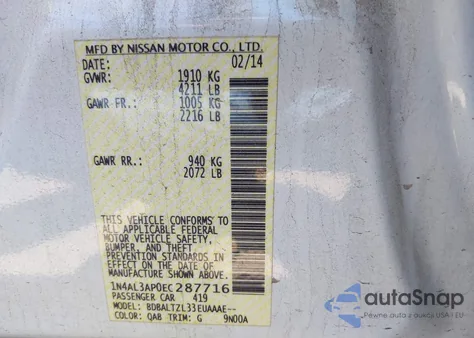 MFD BY NISSAN MOTOR CO., LTD.
DATE: 02/14
GVWR: 1910 KG
4211 LB
GAWR FR.: 1005 KG
2216 LB
GAWR RR.: 940 KG
2072 LB
THIS VEHICLE CONFORMS TO
ALL APPLICABLE FEDERAL
MOTOR VEHICLE SAFETY,
BUMPER, AND THEFT
PREVENTION STANDARDS IN
EFFECT ON THE DATE OF
MANUFACTURE SHOWN ABOVE.
1N4AL3AP0EC287716
PASSENGER CAR 419
MODEL: BDBALTZL33EUAAAE--
COLOR: QAB TRIM: G 9N00A
autoSnap
Pewne auta z USA